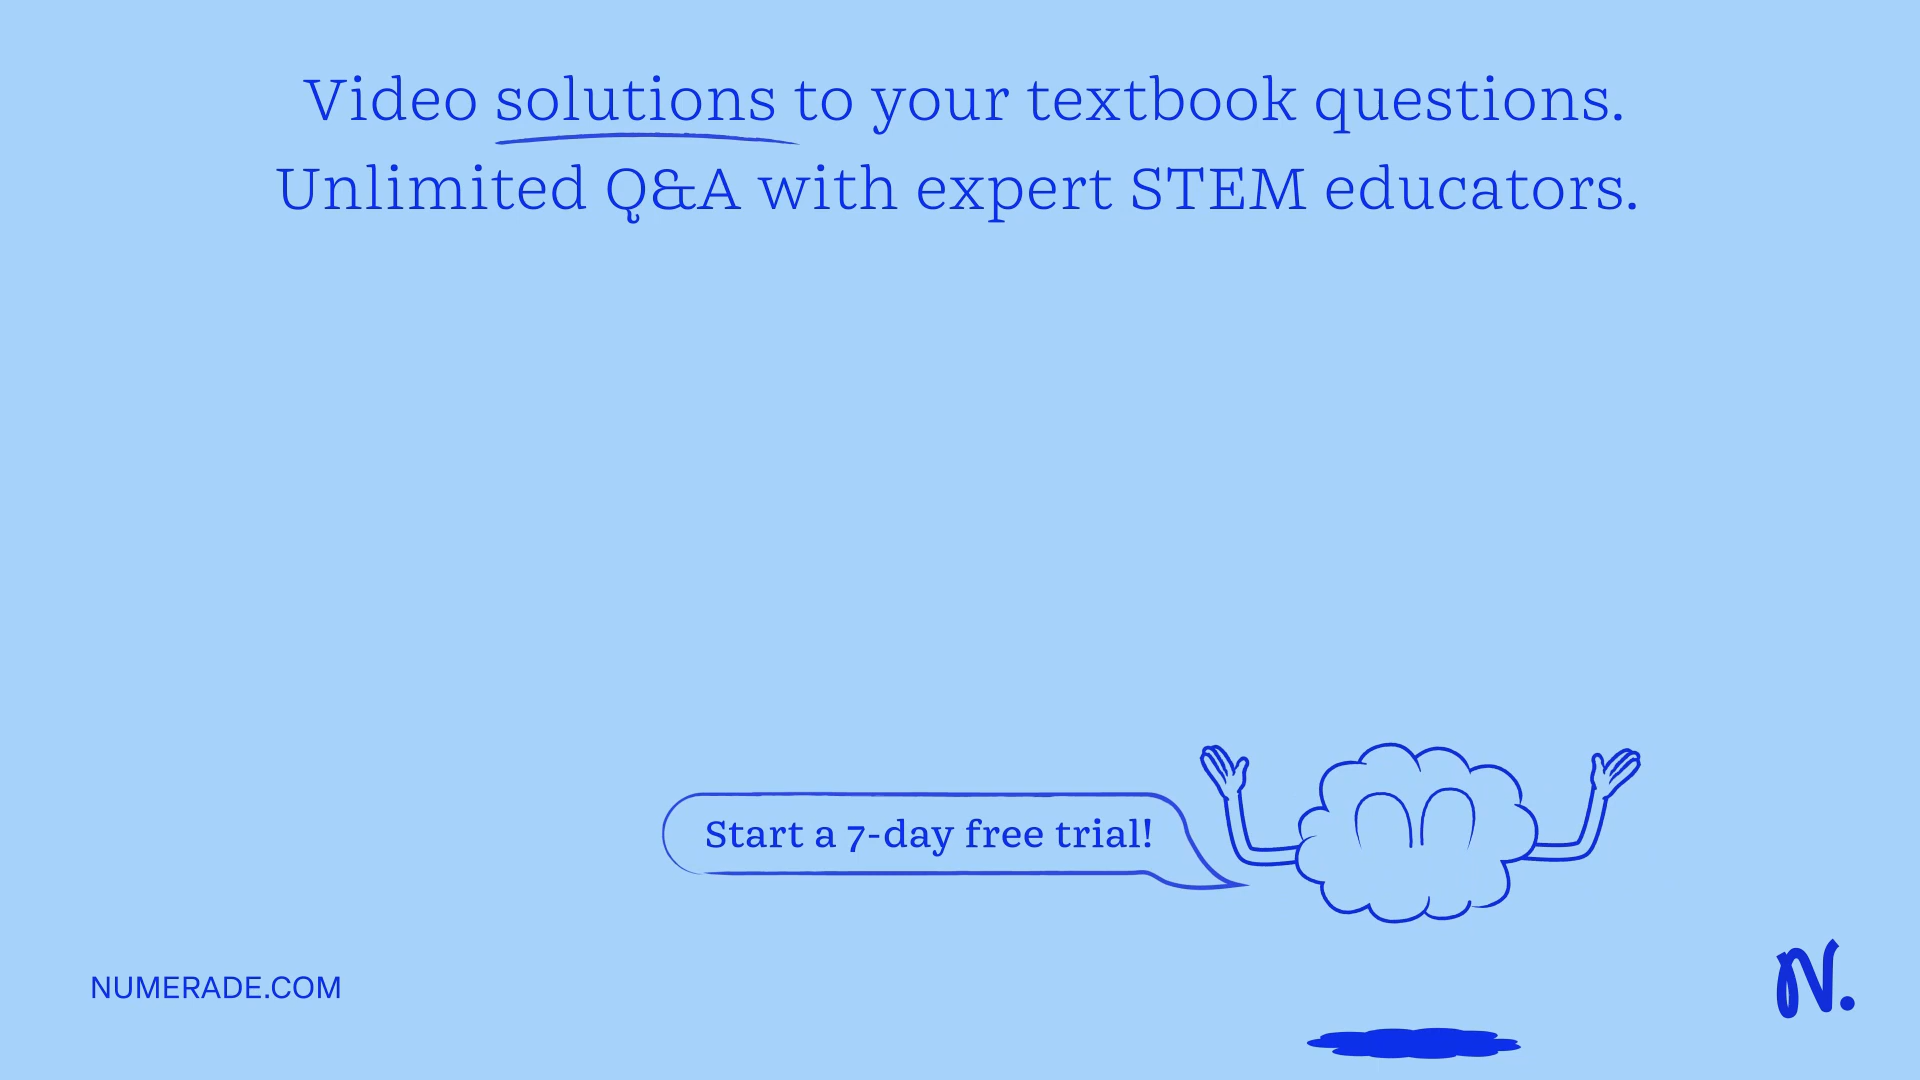 Video solutions to your textbook questions.
Unlimited Q&A with expert STEM educators.
Start a 7-day free trial!
NUMERADE.COM
N.